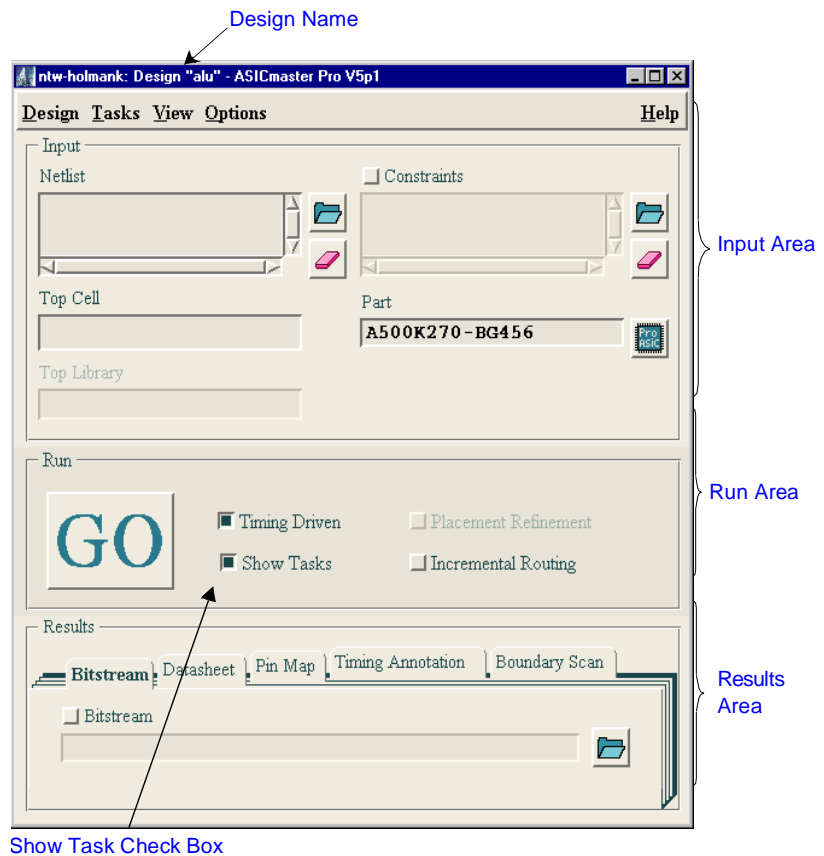 Design Name
ntw-holmank: Design "alu" - ASICmaster Pro V5p1
Design Tasks View Options Help
Input
Netlist Constraints
Input Area
Top Cell Part
A500K270-BG456
Pro
ASIC
Top Library
Run
GO
Timing Driven Placement Refinement
Run Area
Show Tasks Incremental Routing
Results
Bitstream Datasheet Pin Map Timing Annotation Boundary Scan
Results
Area
Bitstream
Show Task Check Box